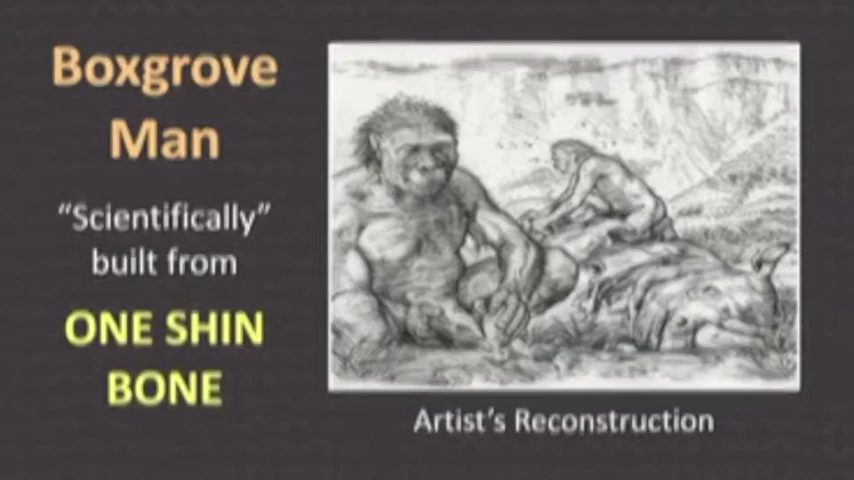 Boxgrove
Man
“Scientifically”
built from
ONE SHIN
BONE
Artist’s Reconstruction